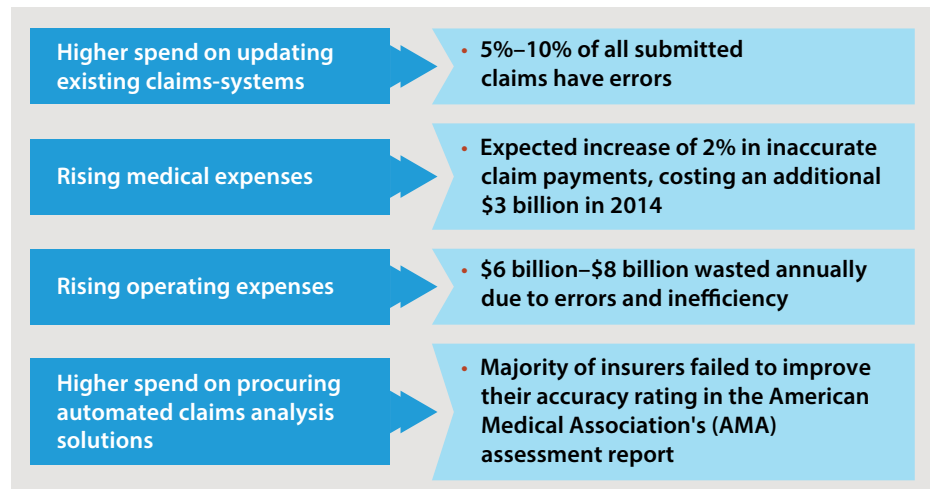 Higher spend on updating
existing claims-systems
• 5%–10% of all submitted
claims have errors
Rising medical expenses
• Expected increase of 2% in inaccurate
claim payments, costing an additional
$3 billion in 2014
Rising operating expenses
• $6 billion–$8 billion wasted annually
due to errors and inefficiency
Higher spend on procuring
automated claims analysis
solutions
• Majority of insurers failed to improve
their accuracy rating in the American
Medical Association's (AMA)
assessment report